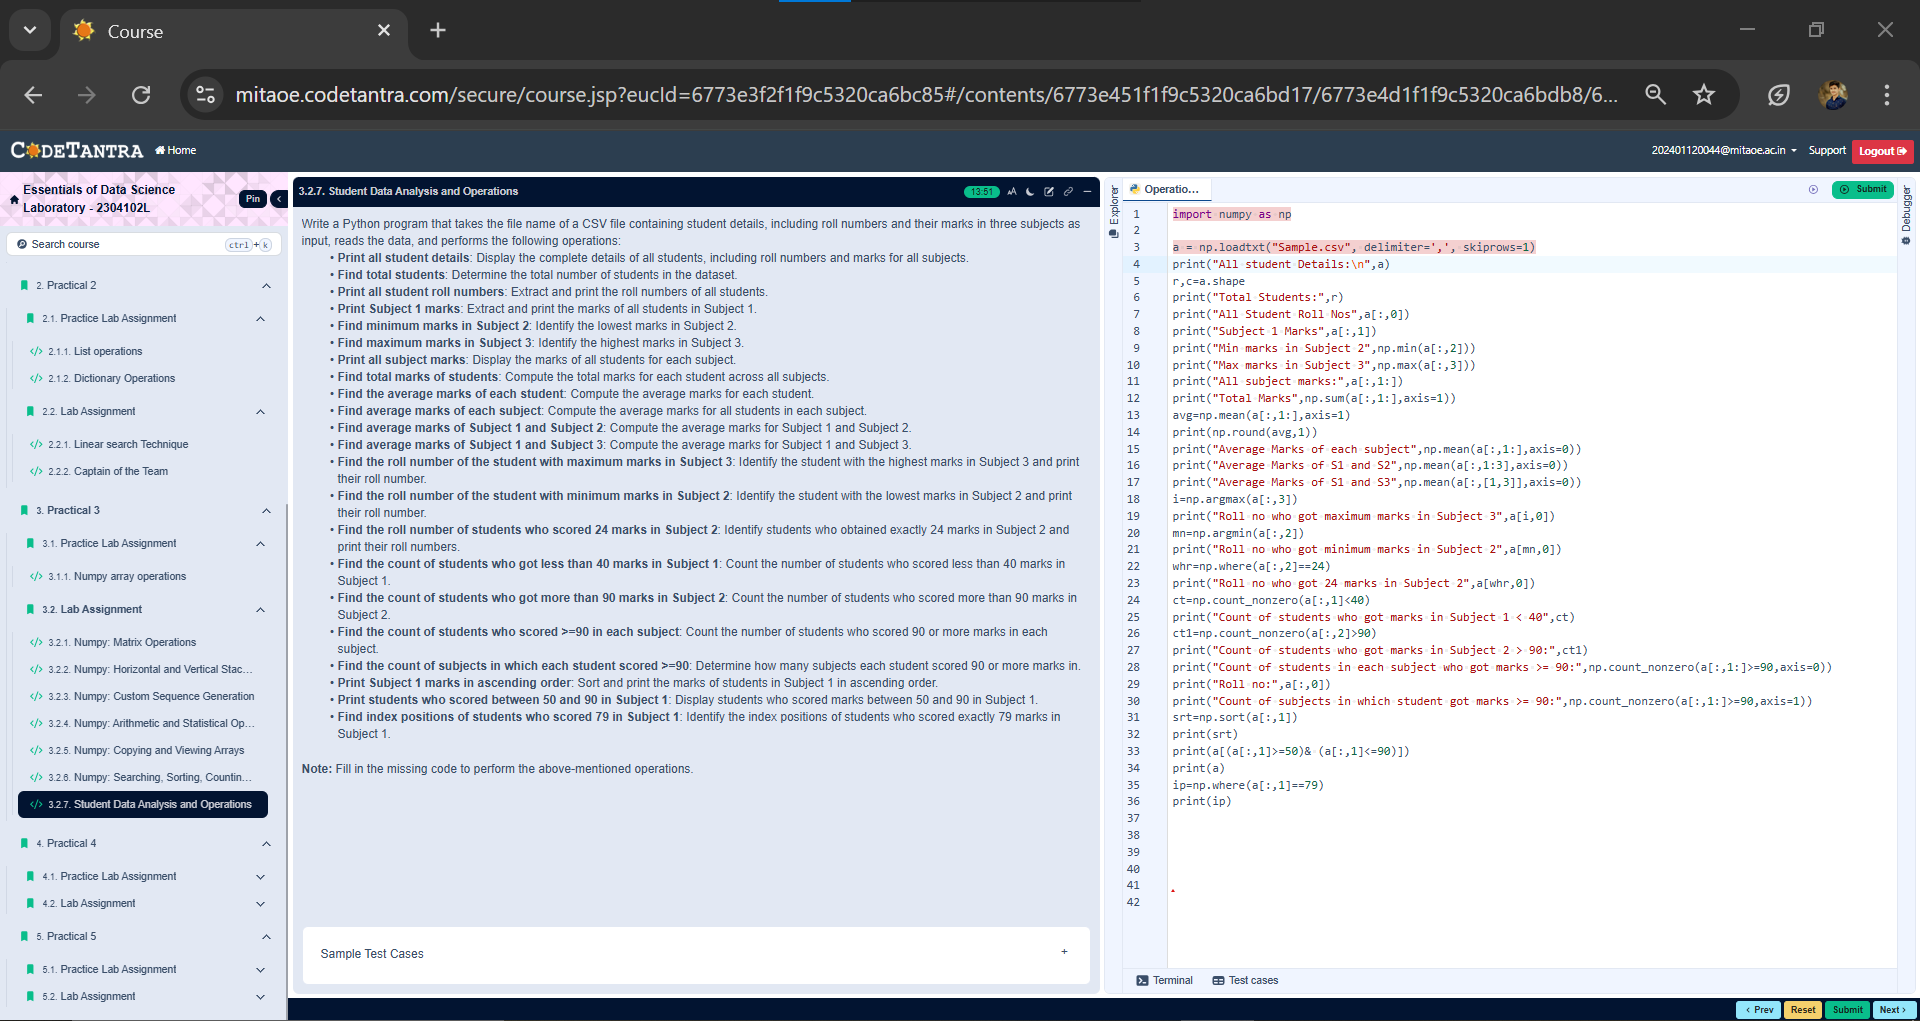 Course
mitaoe.codetantra.com/secure/course.jsp?eucId=6773e3f2f1f9c5320ca6bc85#/contents/6773e451f1f9c5320ca6bd17/6773e4d1f1f9c5320ca6bdb8/6...
CODETANTRA
Home
202401120044@mitaoe.ac.in
Support
Logout
Essentials of Data Science
Laboratory - 2304102L
Pin
Search course
ctrl + k
2. Practical 2
2.1. Practice Lab Assignment
2.1.1. List operations
2.1.2. Dictionary Operations
2.2. Lab Assignment
2.2.1. Linear search Technique
2.2.2. Captain of the Team
3. Practical 3
3.1. Practice Lab Assignment
3.1.1. Numpy array operations
3.2. Lab Assignment
3.2.1. Numpy: Matrix Operations
3.2.2. Numpy: Horizontal and Vertical Stac...
3.2.3. Numpy: Custom Sequence Generation
3.2.4. Numpy: Arithmetic and Statistical Op...
3.2.5. Numpy: Copying and Viewing Arrays
3.2.6. Numpy: Searching, Sorting, Countin...
3.2.7. Student Data Analysis and Operations
4. Practical 4
4.1. Practice Lab Assignment
4.2. Lab Assignment
5. Practical 5
5.1. Practice Lab Assignment
5.2. Lab Assignment
3.2.7. Student Data Analysis and Operations
13:51
Write a Python program that takes the file name of a CSV file containing student details, including roll numbers and their marks in three subjects as
input, reads the data, and performs the following operations:
• Print all student details: Display the complete details of all students, including roll numbers and marks for all subjects.
• Find total students: Determine the total number of students in the dataset.
• Print all student roll numbers: Extract and print the roll numbers of all students.
• Print Subject 1 marks: Extract and print the marks of all students in Subject 1.
• Find minimum marks in Subject 2: Identify the lowest marks in Subject 2.
• Find maximum marks in Subject 3: Identify the highest marks in Subject 3.
• Print all subject marks: Display the marks of all students for each subject.
• Find total marks of students: Compute the total marks for each student across all subjects.
• Find the average marks of each student: Compute the average marks for each student.
• Find average marks of each subject: Compute the average marks for all students in each subject.
• Find average marks of Subject 1 and Subject 2: Compute the average marks for Subject 1 and Subject 2.
• Find average marks of Subject 1 and Subject 3: Compute the average marks for Subject 1 and Subject 3.
• Find the roll number of the student with maximum marks in Subject 3: Identify the student with the highest marks in Subject 3 and print
their roll number.
• Find the roll number of the student with minimum marks in Subject 2: Identify the student with the lowest marks in Subject 2 and print
their roll number.
• Find the roll number of students who scored 24 marks in Subject 2: Identify students who obtained exactly 24 marks in Subject 2 and
print their roll numbers.
• Find the count of students who got less than 40 marks in Subject 1: Count the number of students who scored less than 40 marks in
Subject 1.
• Find the count of students who got more than 90 marks in Subject 2: Count the number of students who scored more than 90 marks in
Subject 2.
• Find the count of students who scored >=90 in each subject: Count the number of students who scored 90 or more marks in each
subject.
• Find the count of subjects in which each student scored >=90: Determine how many subjects each student scored 90 or more marks in.
• Print Subject 1 marks in ascending order: Sort and print the marks of students in Subject 1 in ascending order.
• Print students who scored between 50 and 90 in Subject 1: Display students who scored marks between 50 and 90 in Subject 1.
• Find index positions of students who scored 79 in Subject 1: Identify the index positions of students who scored exactly 79 marks in
Subject 1.
Note: Fill in the missing code to perform the above-mentioned operations.
Sample Test Cases
+
Explorer
Operatio...
Submit
Debugger
1 import numpy as np
2
3 a = np.loadtxt("Sample.csv", delimiter=',', skiprows=1)
4 print("All student Details:\n",a)
5 r,c=a.shape
6 print("Total Students:",r)
7 print("All Student Roll Nos",a[:,0])
8 print("Subject 1 Marks",a[:,1])
9 print("Min marks in Subject 2",np.min(a[:,2]))
10 print("Max marks in Subject 3",np.max(a[:,3]))
11 print("All subject marks:",a[:,1:])
12 print("Total Marks",np.sum(a[:,1:],axis=1))
13 avg=np.mean(a[:,1:],axis=1)
14 print(np.round(avg,1))
15 print("Average Marks of each subject",np.mean(a[:,1:],axis=0))
16 print("Average Marks of S1 and S2",np.mean(a[:,1:3],axis=0))
17 print("Average Marks of S1 and S3",np.mean(a[:,[1,3]],axis=0))
18 i=np.argmax(a[:,3])
19 print("Roll no who got maximum marks in Subject 3",a[i,0])
20 mn=np.argmin(a[:,2])
21 print("Roll no who got minimum marks in Subject 2",a[mn,0])
22 whr=np.where(a[:,2]==24)
23 print("Roll no who got 24 marks in Subject 2",a[whr,0])
24 ct=np.count_nonzero(a[:,1]<40)
25 print("Count of students who got marks in Subject 1 < 40",ct)
26 ct1=np.count_nonzero(a[:,2]>90)
27 print("Count of students who got marks in Subject 2 > 90:",ct1)
28 print("Count of students in each subject who got marks >= 90:",np.count_nonzero(a[:,1:]>=90,axis=0))
29 print("Roll no:",a[:,0])
30 print("Count of subjects in which student got marks >= 90:",np.count_nonzero(a[:,1:]>=90,axis=1))
31 srt=np.sort(a[:,1])
32 print(srt)
33 print(a[(a[:,1]>=50)& (a[:,1]<=90)])
34 print(a)
35 ip=np.where(a[:,1]==79)
36 print(ip)
37
38
39
40
41
42
Terminal
Test cases
< Prev
Reset
Submit
Next >